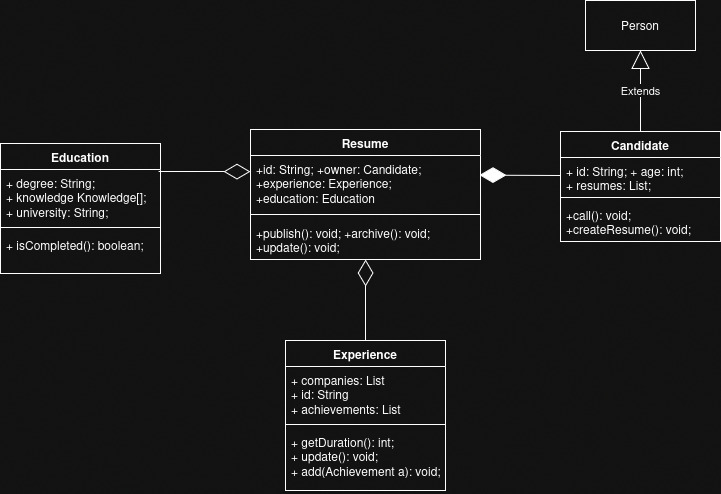 Person
Extends
Education
+ degree: String;
+ knowledge Knowledge[];
+ university: String;
+ isCompleted(): boolean;
Resume
+id: String; +owner: Candidate;
+experience: Experience;
+education: Education
+publish(): void; +archive(): void;
+update(): void;
Candidate
+ id: String; + age: int;
+ resumes: List;
+call(): void;
+createResume(): void;
Experience
+ companies: List
+ id: String
+ achievements: List
+ getDuration(): int;
+ update(): void;
+ add(Achievement a): void;